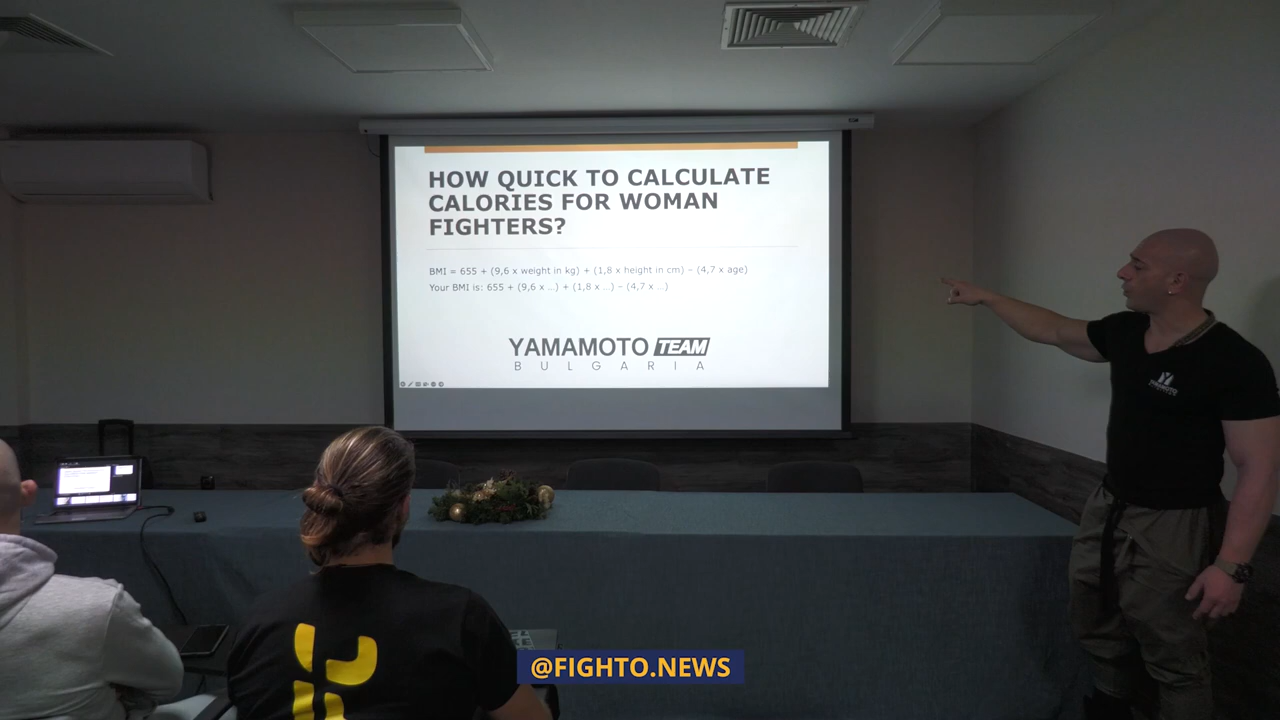 HOW QUICK TO CALCULATE
CALORIES FOR WOMAN
FIGHTERS?
BMI = 655 + (9,6 x weight in kg) + (1,8 x height in cm) – (4,7 x age)
Your BMI is: 655 + (9,6 x ...) + (1,8 x ...) – (4,7 x ...)
YAMAMOTO TEAM
BULGARIA
YAMAMOTO
@FIGHTO.NEWS